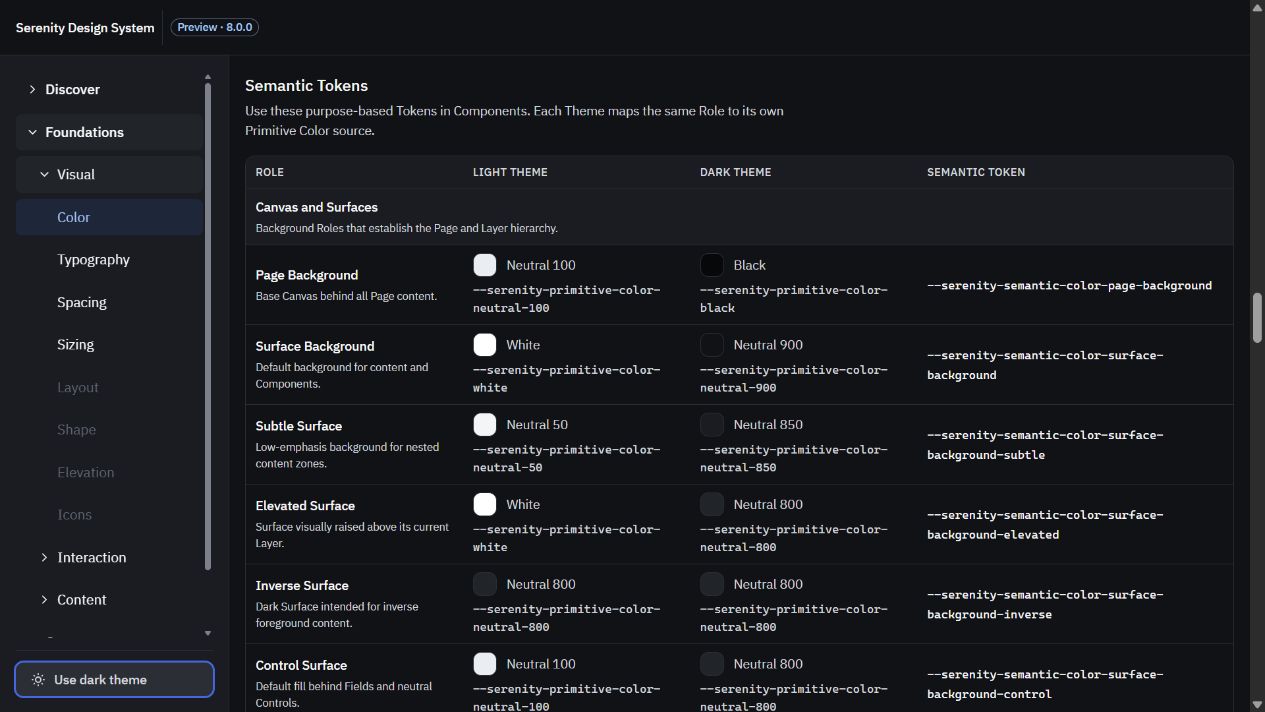 Serenity Design System
Preview · 8.0.0
Discover
Foundations
Visual
Color
Typography
Spacing
Sizing
Layout
Shape
Elevation
Icons
Interaction
Content
Use dark theme
Semantic Tokens
Use these purpose-based Tokens in Components. Each Theme maps the same Role to its own
Primitive Color source.
ROLE LIGHT THEME DARK THEME SEMANTIC TOKEN
Canvas and Surfaces
Background Roles that establish the Page and Layer hierarchy.
Page Background
Base Canvas behind all Page content.
Neutral 100
--serenity-primitive-color-
neutral-100
Black
--serenity-primitive-color-
black
--serenity-semantic-color-page-background
Surface Background
Default background for content and
Components.
White
--serenity-primitive-color-
white
Neutral 900
--serenity-primitive-color-
neutral-900
--serenity-semantic-color-surface-
background
Subtle Surface
Low-emphasis background for nested
content zones.
Neutral 50
--serenity-primitive-color-
neutral-50
Neutral 850
--serenity-primitive-color-
neutral-850
--serenity-semantic-color-surface-
background-subtle
Elevated Surface
Surface visually raised above its current
Layer.
White
--serenity-primitive-color-
white
Neutral 800
--serenity-primitive-color-
neutral-800
--serenity-semantic-color-surface-
background-elevated
Inverse Surface
Dark Surface intended for inverse
foreground content.
Neutral 800
--serenity-primitive-color-
neutral-800
Neutral 800
--serenity-primitive-color-
neutral-800
--serenity-semantic-color-surface-
background-inverse
Control Surface
Default fill behind Fields and neutral
Controls.
Neutral 100
--serenity-primitive-color-
neutral-100
Neutral 800
--serenity-primitive-color-
neutral-800
--serenity-semantic-color-surface-
background-control